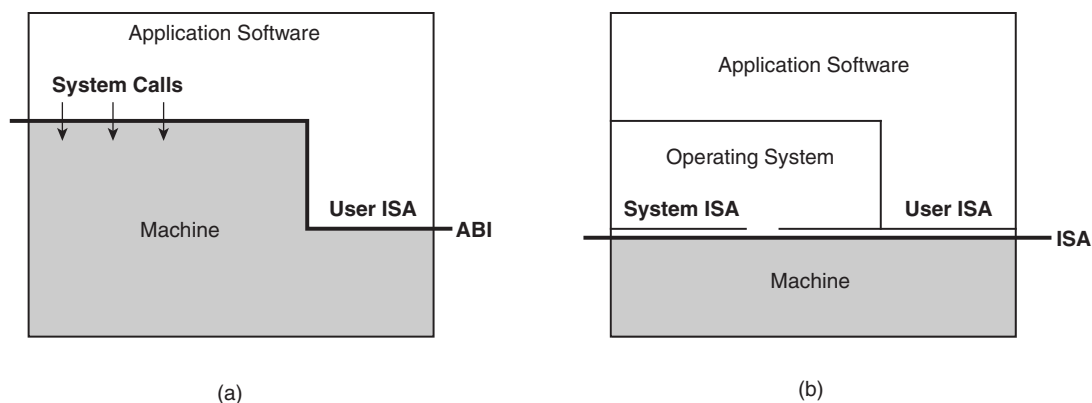 Application Software
System Calls
User ISA
Machine
ABI
(a)
Application Software
Operating System
System ISA
User ISA
ISA
Machine
(b)